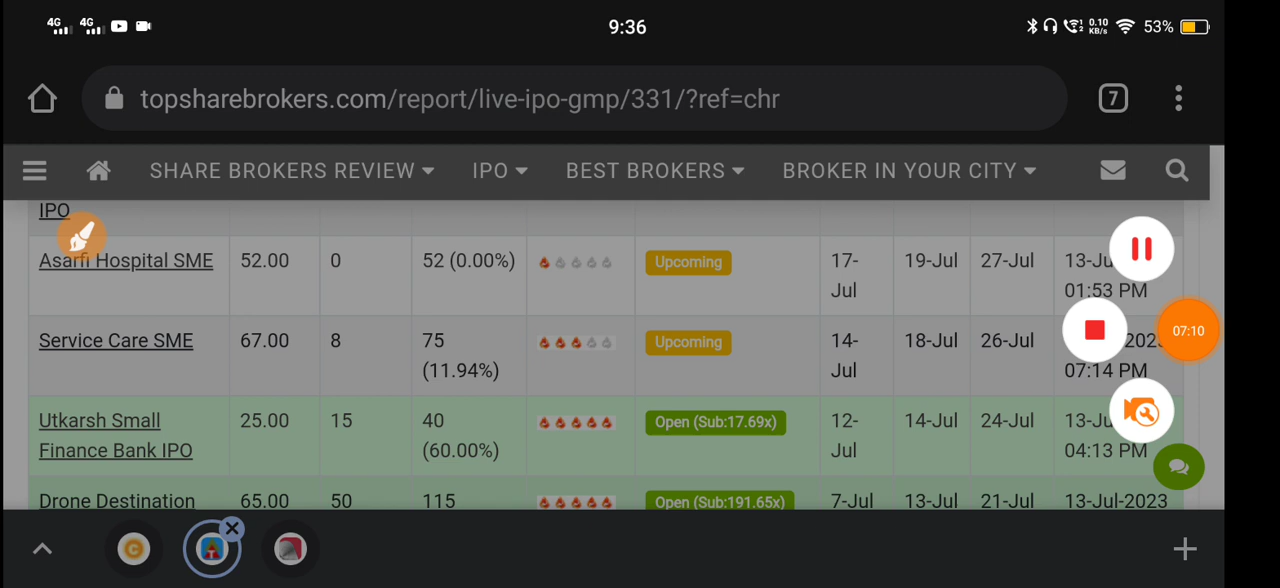 4G 4G 9:36 0.10 KB/s 53%
topsharebrokers.com/report/live-ipo-gmp/331/?ref=chr 7
SHARE BROKERS REVIEW IPO BEST BROKERS BROKER IN YOUR CITY
IPO
Asarfi Hospital SME 52.00 0 52 (0.00%) Upcoming 17- 19-Jul 27-Jul
Jul 01:53 PM
Service Care SME 67.00 8 75 Upcoming 14- 18-Jul 26-Jul
(11.94%) Jul 07:14 PM
07:10
Utkarsh Small 25.00 15 40 Open (Sub:17.69x) 12- 14-Jul 24-Jul
Finance Bank IPO (60.00%) Jul 04:13 PM
Drone Destination 65.00 50 115 Open (Sub:191.65x) 7-Jul 13-Jul 21-Jul 13-Jul-2023